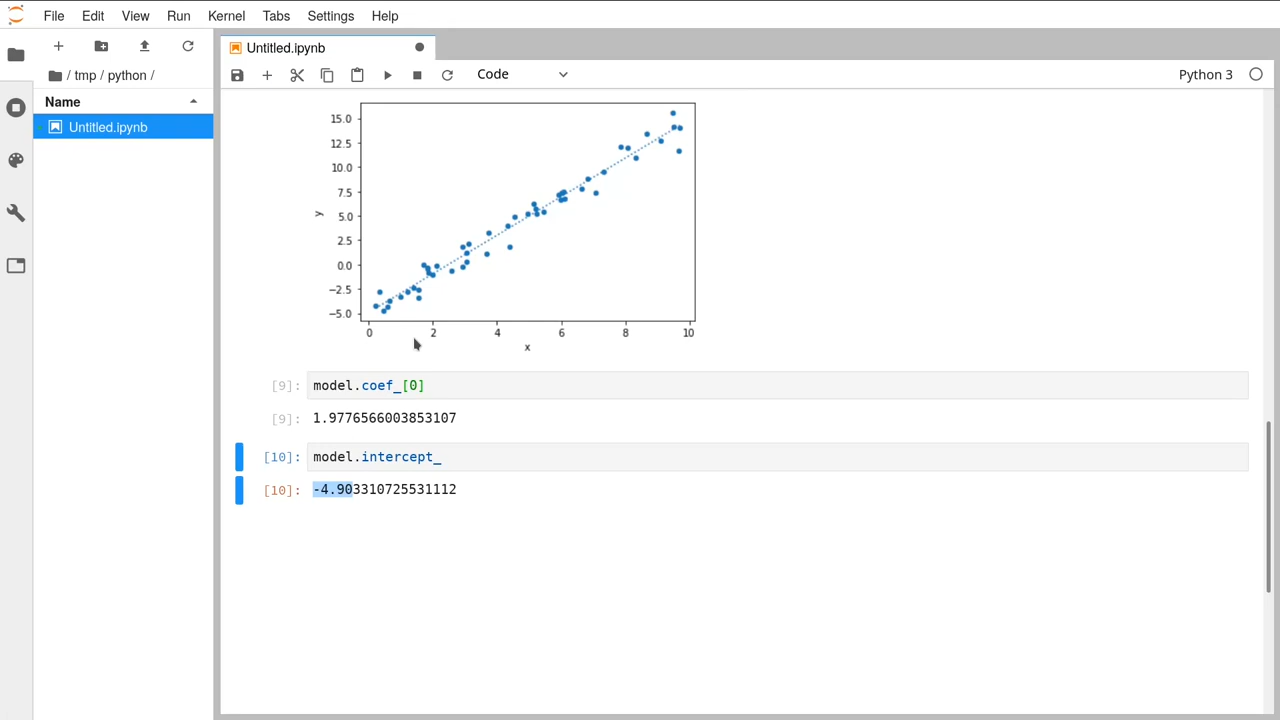 File Edit View Run Kernel Tabs Settings Help
Untitled.ipynb
/ tmp / python /
Code
Python 3
Name
Untitled.ipynb
15.0
12.5
10.0
7.5
5.0
2.5
0.0
−2.5
−5.0
y
0 2 4 6 8 10
x
[9]: model.coef_[0]
[9]: 1.9776566003853107
[10]: model.intercept_
[10]: -4.903310725531112